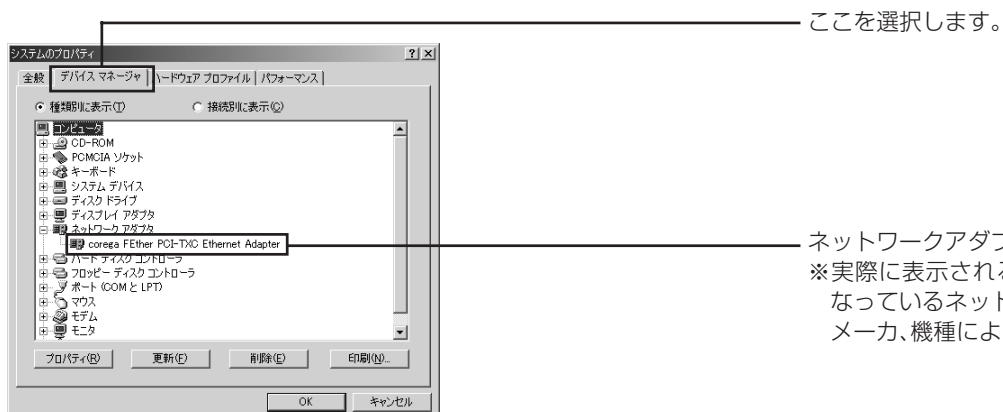 ここを選択します。
システムのプロパティ
全般 デバイス マネージャ ハードウェア プロファイル パフォーマンス
種類別に表示(T) 接続別に表示(C)
コンピュータ
CD-ROM
PCMCIA ソケット
キーボード
システム デバイス
ディスク ドライブ
ディスプレイ アダプタ
ネットワーク アダプタ
corega FEther PCI-TXC Ethernet Adapter
ハード ディスク コントローラ
フロッピー ディスク コントローラ
ポート (COM と LPT)
マウス
モデム
モニタ
プロパティ(R) 更新(F) 削除(E) 印刷(N)...
OK キャンセル
ネットワークアダプ
※実際に表示される
なっているネット
メーカ、機種によ